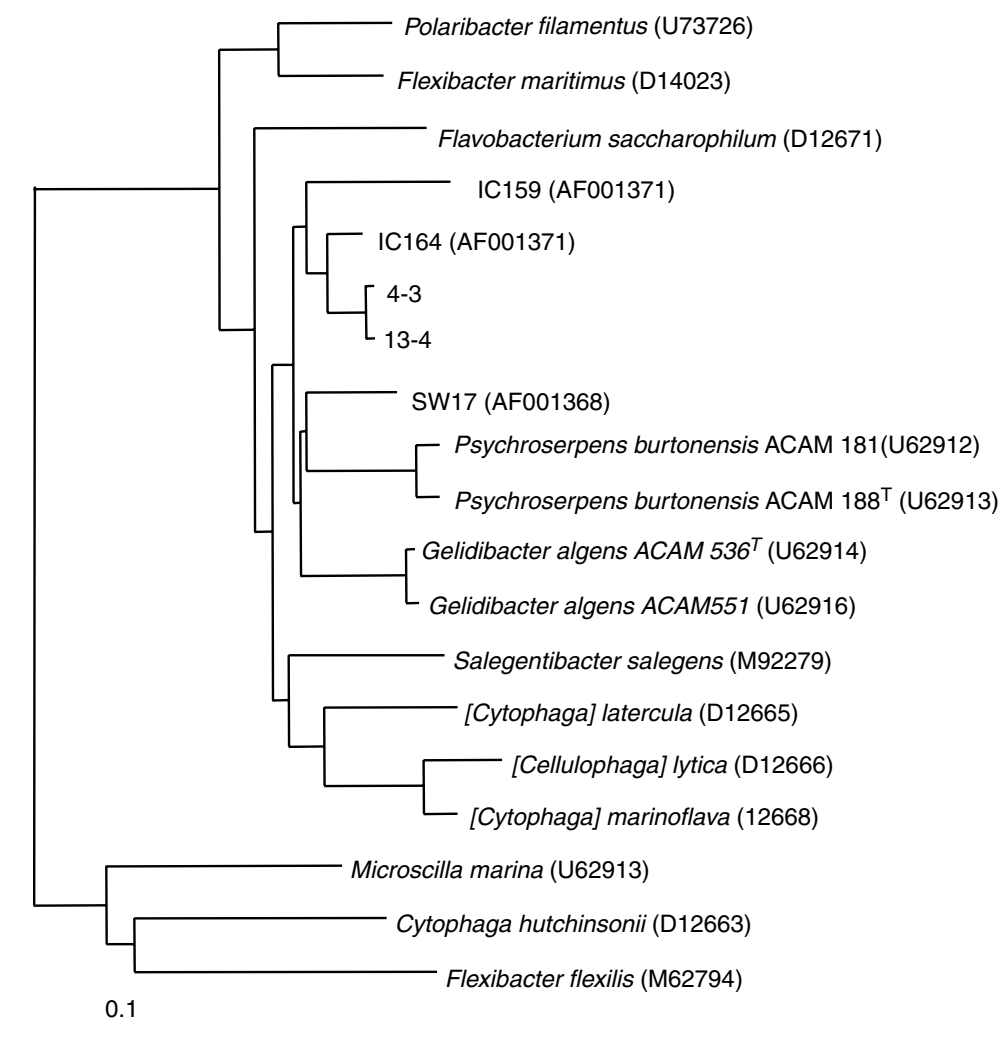 Polaribacter filamentus (U73726)
Flexibacter maritimus (D14023)
Flavobacterium saccharophilum (D12671)
IC159 (AF001371)
IC164 (AF001371)
4-3
13-4
SW17 (AF001368)
Psychroserpens burtonensis ACAM 181(U62912)
Psychroserpens burtonensis ACAM 188T (U62913)
Gelidibacter algens ACAM 536T (U62914)
Gelidibacter algens ACAM551 (U62916)
Salegentibacter salegens (M92279)
[Cytophaga] latercula (D12665)
[Cellulophaga] lytica (D12666)
[Cytophaga] marinoflava (12668)
Microscilla marina (U62913)
Cytophaga hutchinsonii (D12663)
Flexibacter flexilis (M62794)
0.1